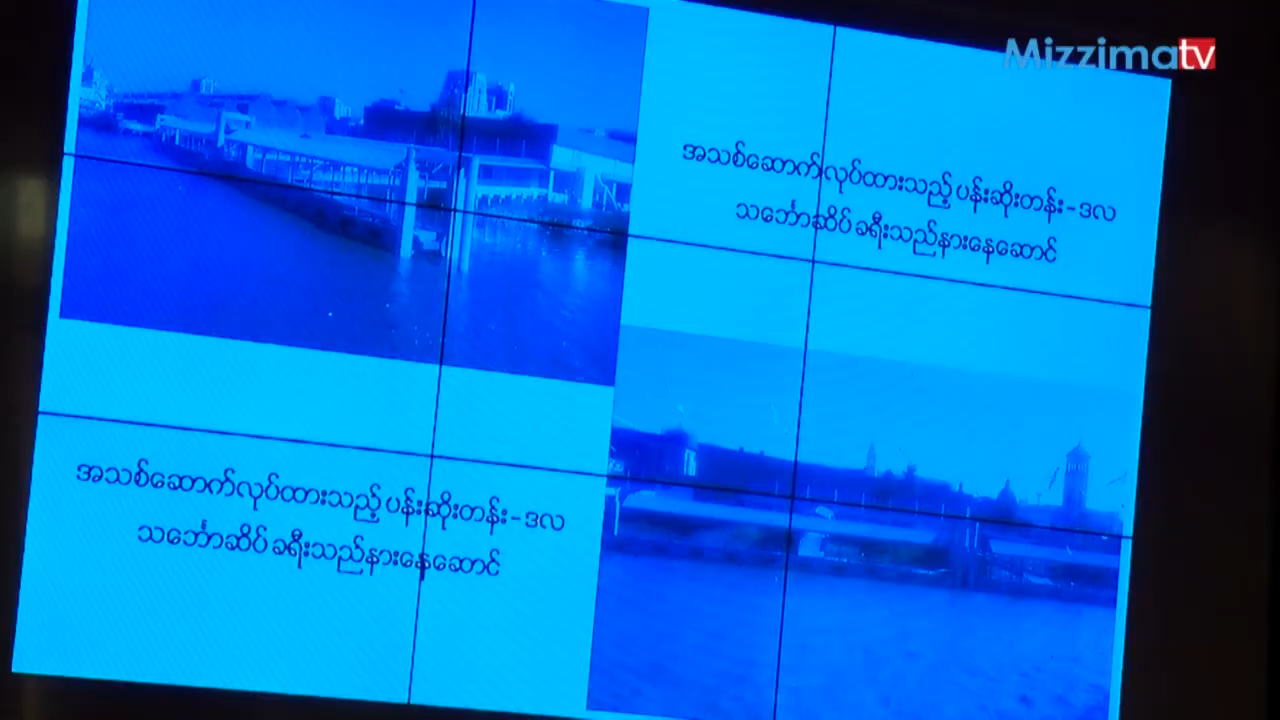 Mizzimatv
အသစ်ဆောက်လုပ်ထားသည့် ပန်းဆိုးတန်း-ဒလ
သင်္ဘောဆိပ် ခရီးသည်နားနေဆောင်
အသစ်ဆောက်လုပ်ထားသည့် ပန်းဆိုးတန်း-ဒလ
သင်္ဘောဆိပ် ခရီးသည်နားနေဆောင်